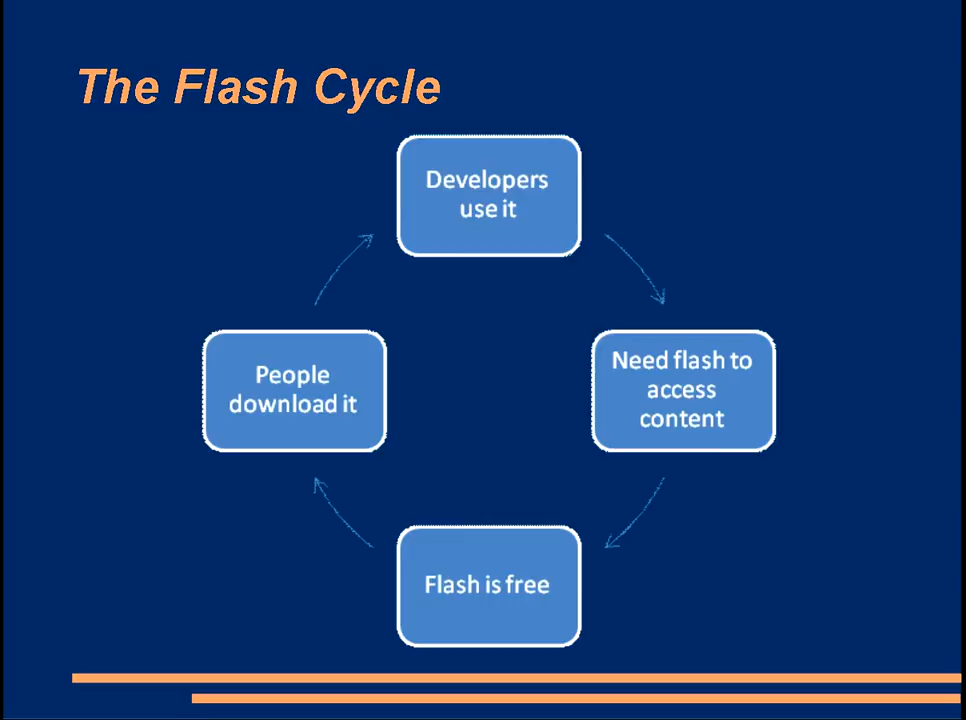 The Flash Cycle
Developers
use it
Need flash to
access
content
Flash is free
People
download it